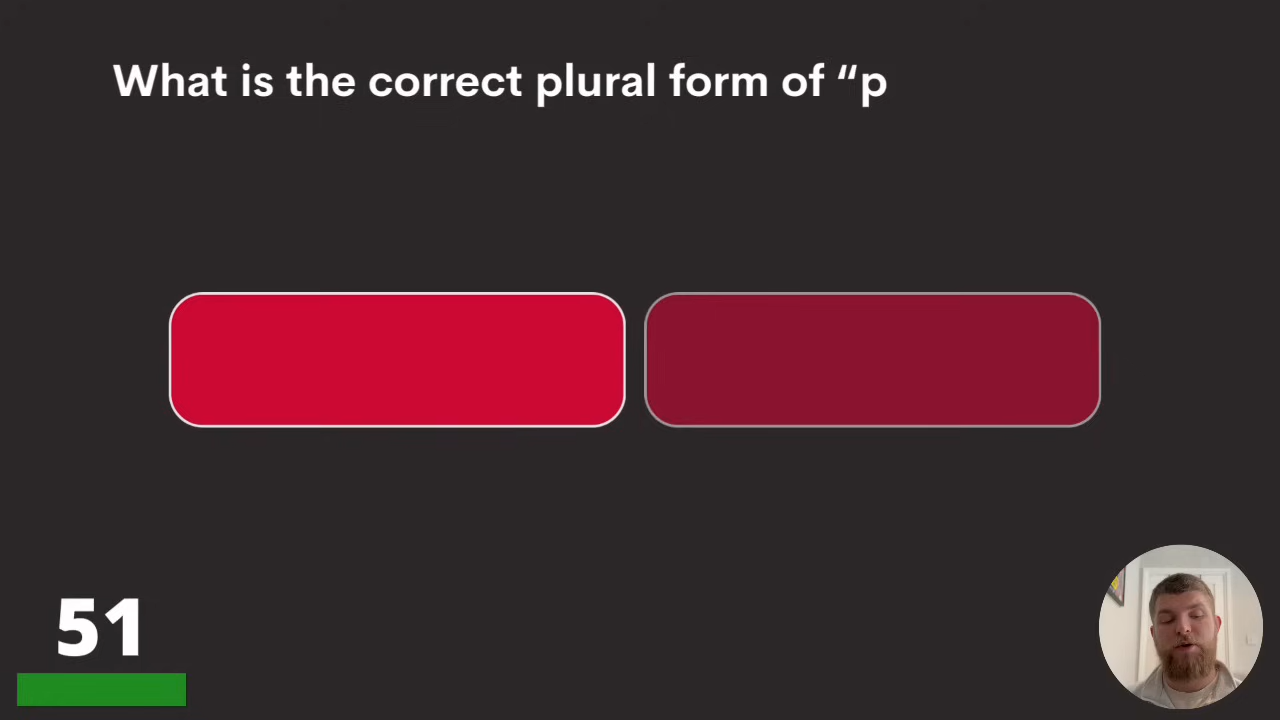 What is the correct plural form of “p
51